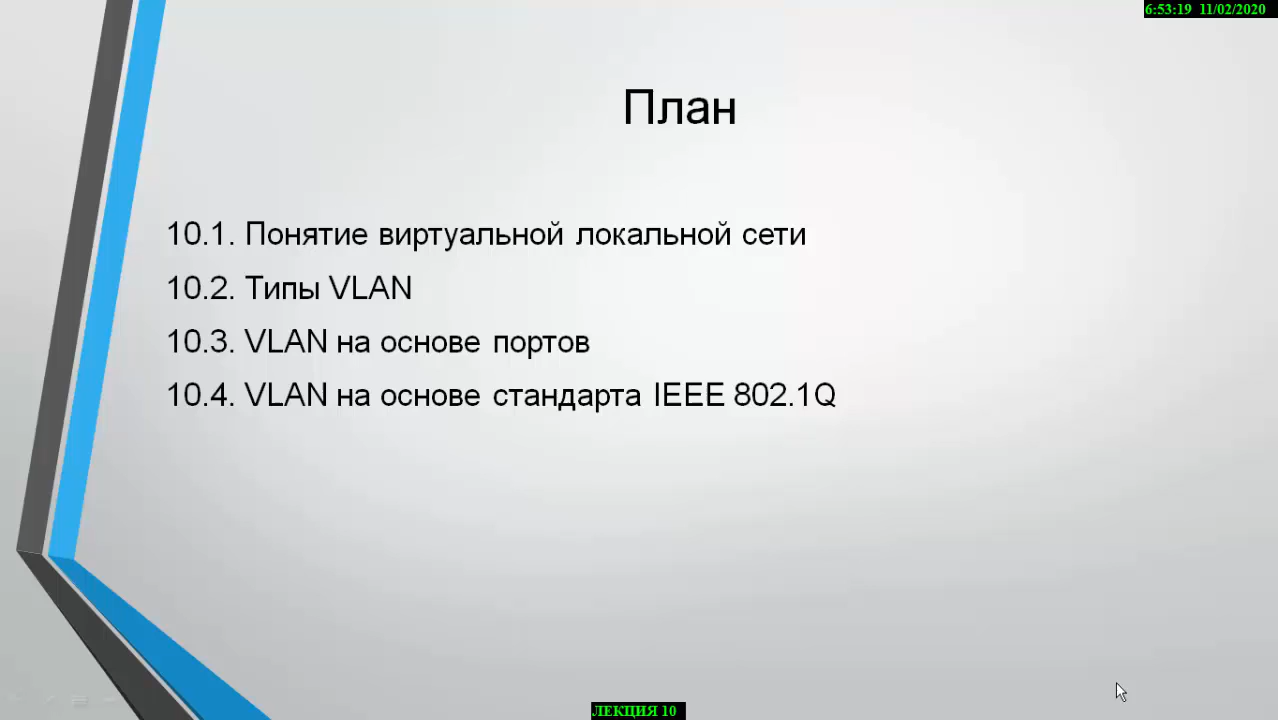 6:53:19 11/02/2020
План
10.1. Понятие виртуальной локальной сети
10.2. Типы VLAN
10.3. VLAN на основе портов
10.4. VLAN на основе стандарта IEEE 802.1Q
ЛЕКЦИЯ 10